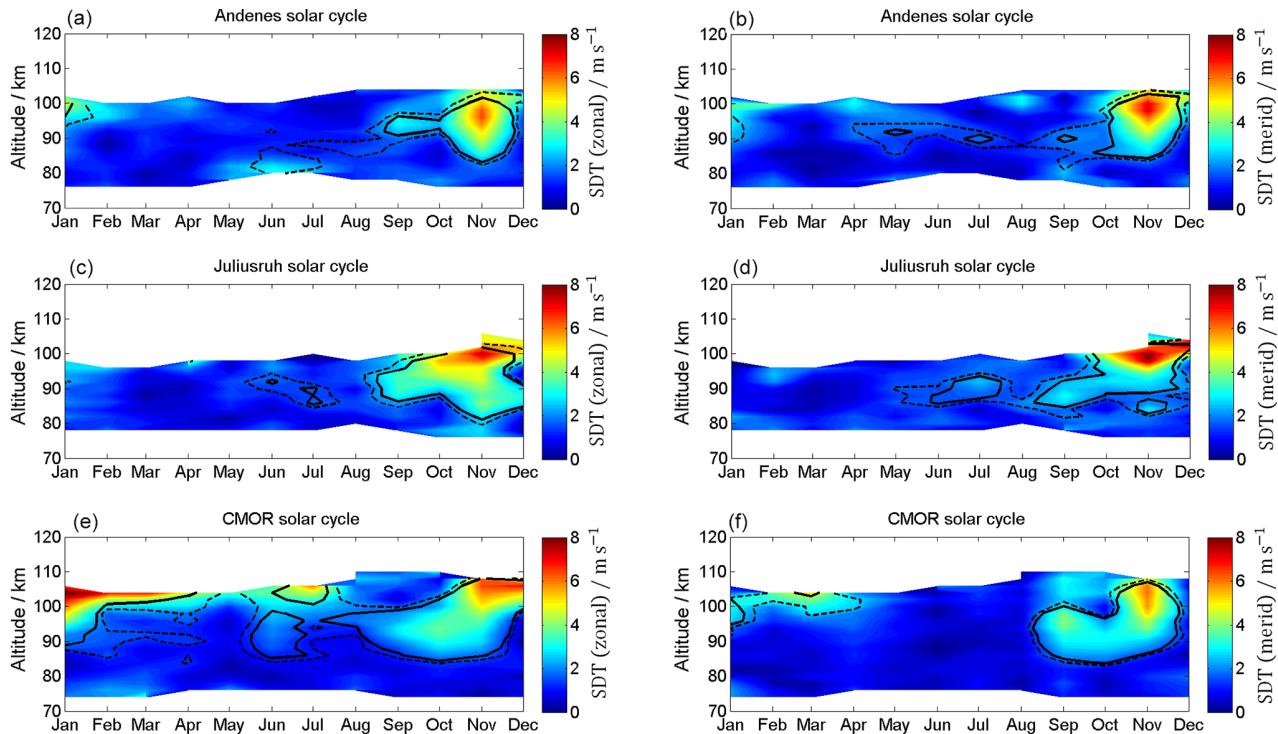 (a) Andenes solar cycle
120
110
100
90
80
70
Altitude / km
Jan Feb Mar Apr May Jun Jul Aug Sep Oct Nov Dec
8
6
4
2
0
SDT (zonal) / m s⁻¹
(b) Andenes solar cycle
120
110
100
90
80
70
Altitude / km
Jan Feb Mar Apr May Jun Jul Aug Sep Oct Nov Dec
8
6
4
2
0
SDT (merid) / m s⁻¹
(c) Juliusruh solar cycle
120
110
100
90
80
70
Altitude / km
Jan Feb Mar Apr May Jun Jul Aug Sep Oct Nov Dec
8
6
4
2
0
SDT (zonal) / m s⁻¹
(d) Juliusruh solar cycle
120
110
100
90
80
70
Altitude / km
Jan Feb Mar Apr May Jun Jul Aug Sep Oct Nov Dec
8
6
4
2
0
SDT (merid) / m s⁻¹
(e) CMOR solar cycle
120
110
100
90
80
70
Altitude / km
Jan Feb Mar Apr May Jun Jul Aug Sep Oct Nov Dec
8
6
4
2
0
SDT (zonal) / m s⁻¹
(f) CMOR solar cycle
120
110
100
90
80
70
Altitude / km
Jan Feb Mar Apr May Jun Jul Aug Sep Oct Nov Dec
8
6
4
2
0
SDT (merid) / m s⁻¹